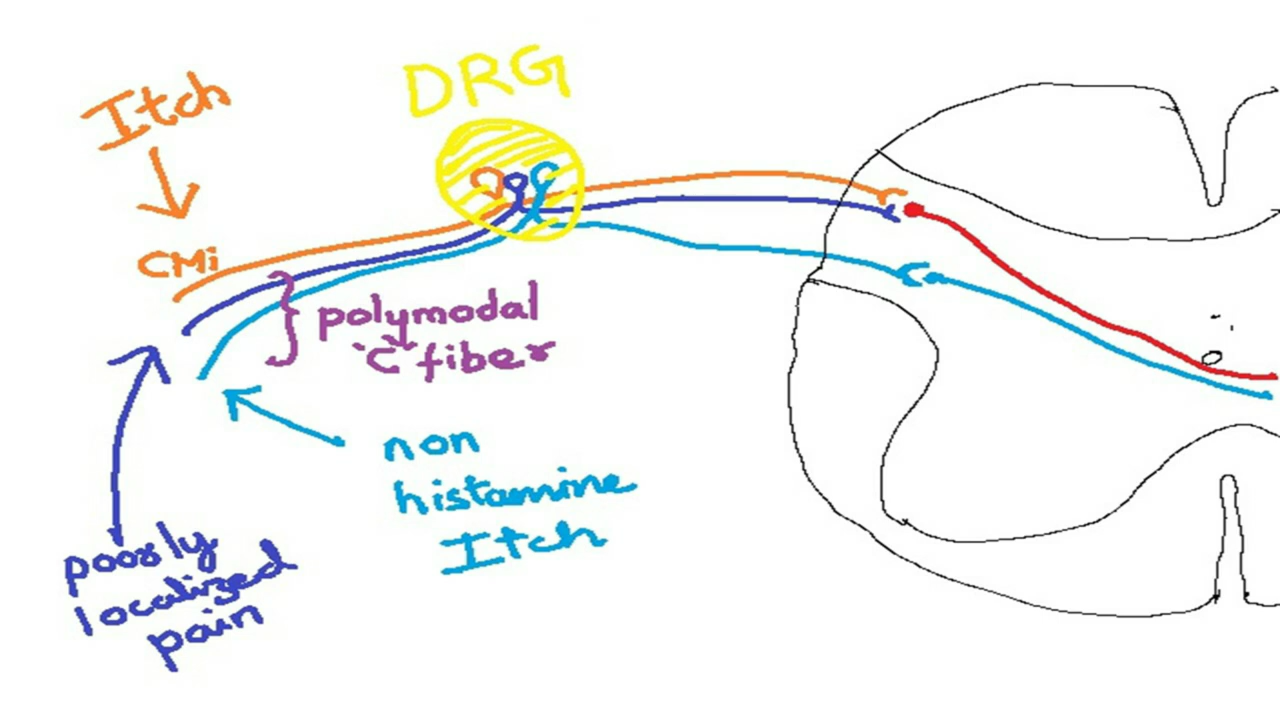 DRG
Itch
CMi
polymodal
"C" fiber
non
histamine
Itch
poorly
localized
pain